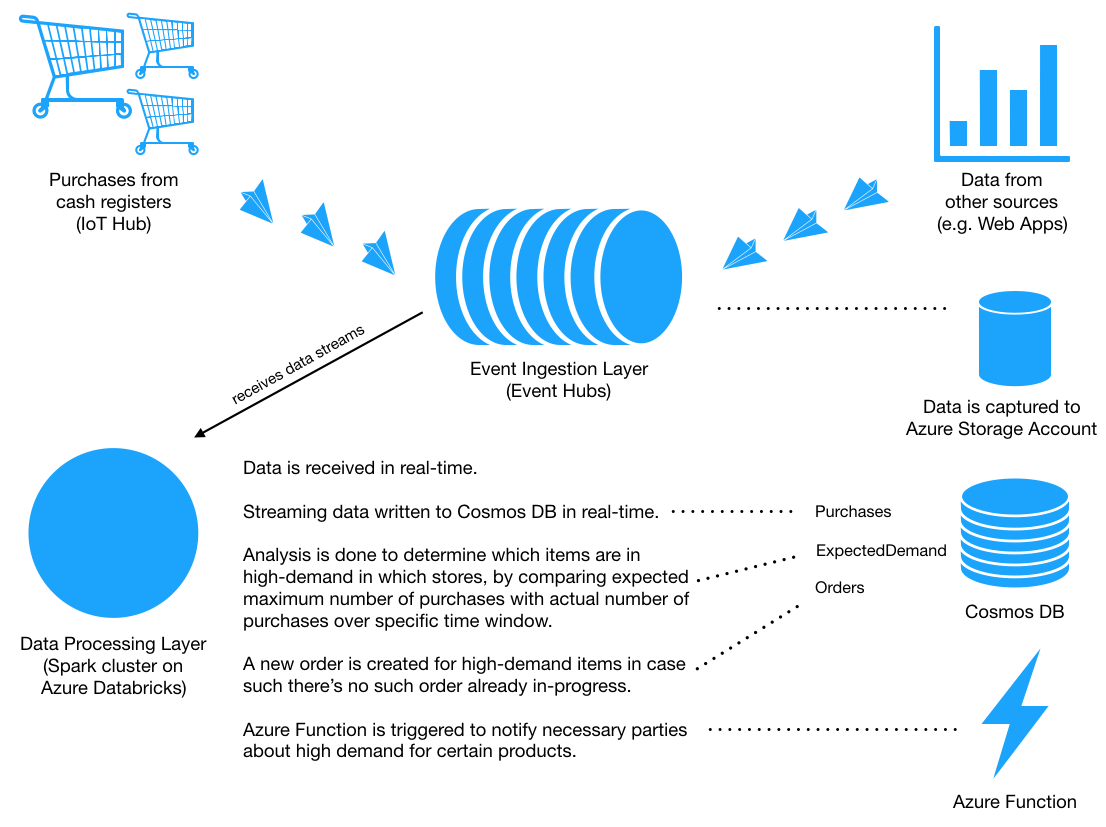 Purchases from
cash registers
(IoT Hub)
Data from
other sources
(e.g. Web Apps)
Event Ingestion Layer
(Event Hubs)
receives data streams
Data is captured to
Azure Storage Account
Data Processing Layer
(Spark cluster on
Azure Databricks)
Data is received in real-time.
Streaming data written to Cosmos DB in real-time.
Analysis is done to determine which items are in
high-demand in which stores, by comparing expected
maximum number of purchases with actual number of
purchases over specific time window.
A new order is created for high-demand items in case
such there’s no such order already in-progress.
Azure Function is triggered to notify necessary parties
about high demand for certain products.
Purchases
ExpectedDemand
Orders
Cosmos DB
Azure Function